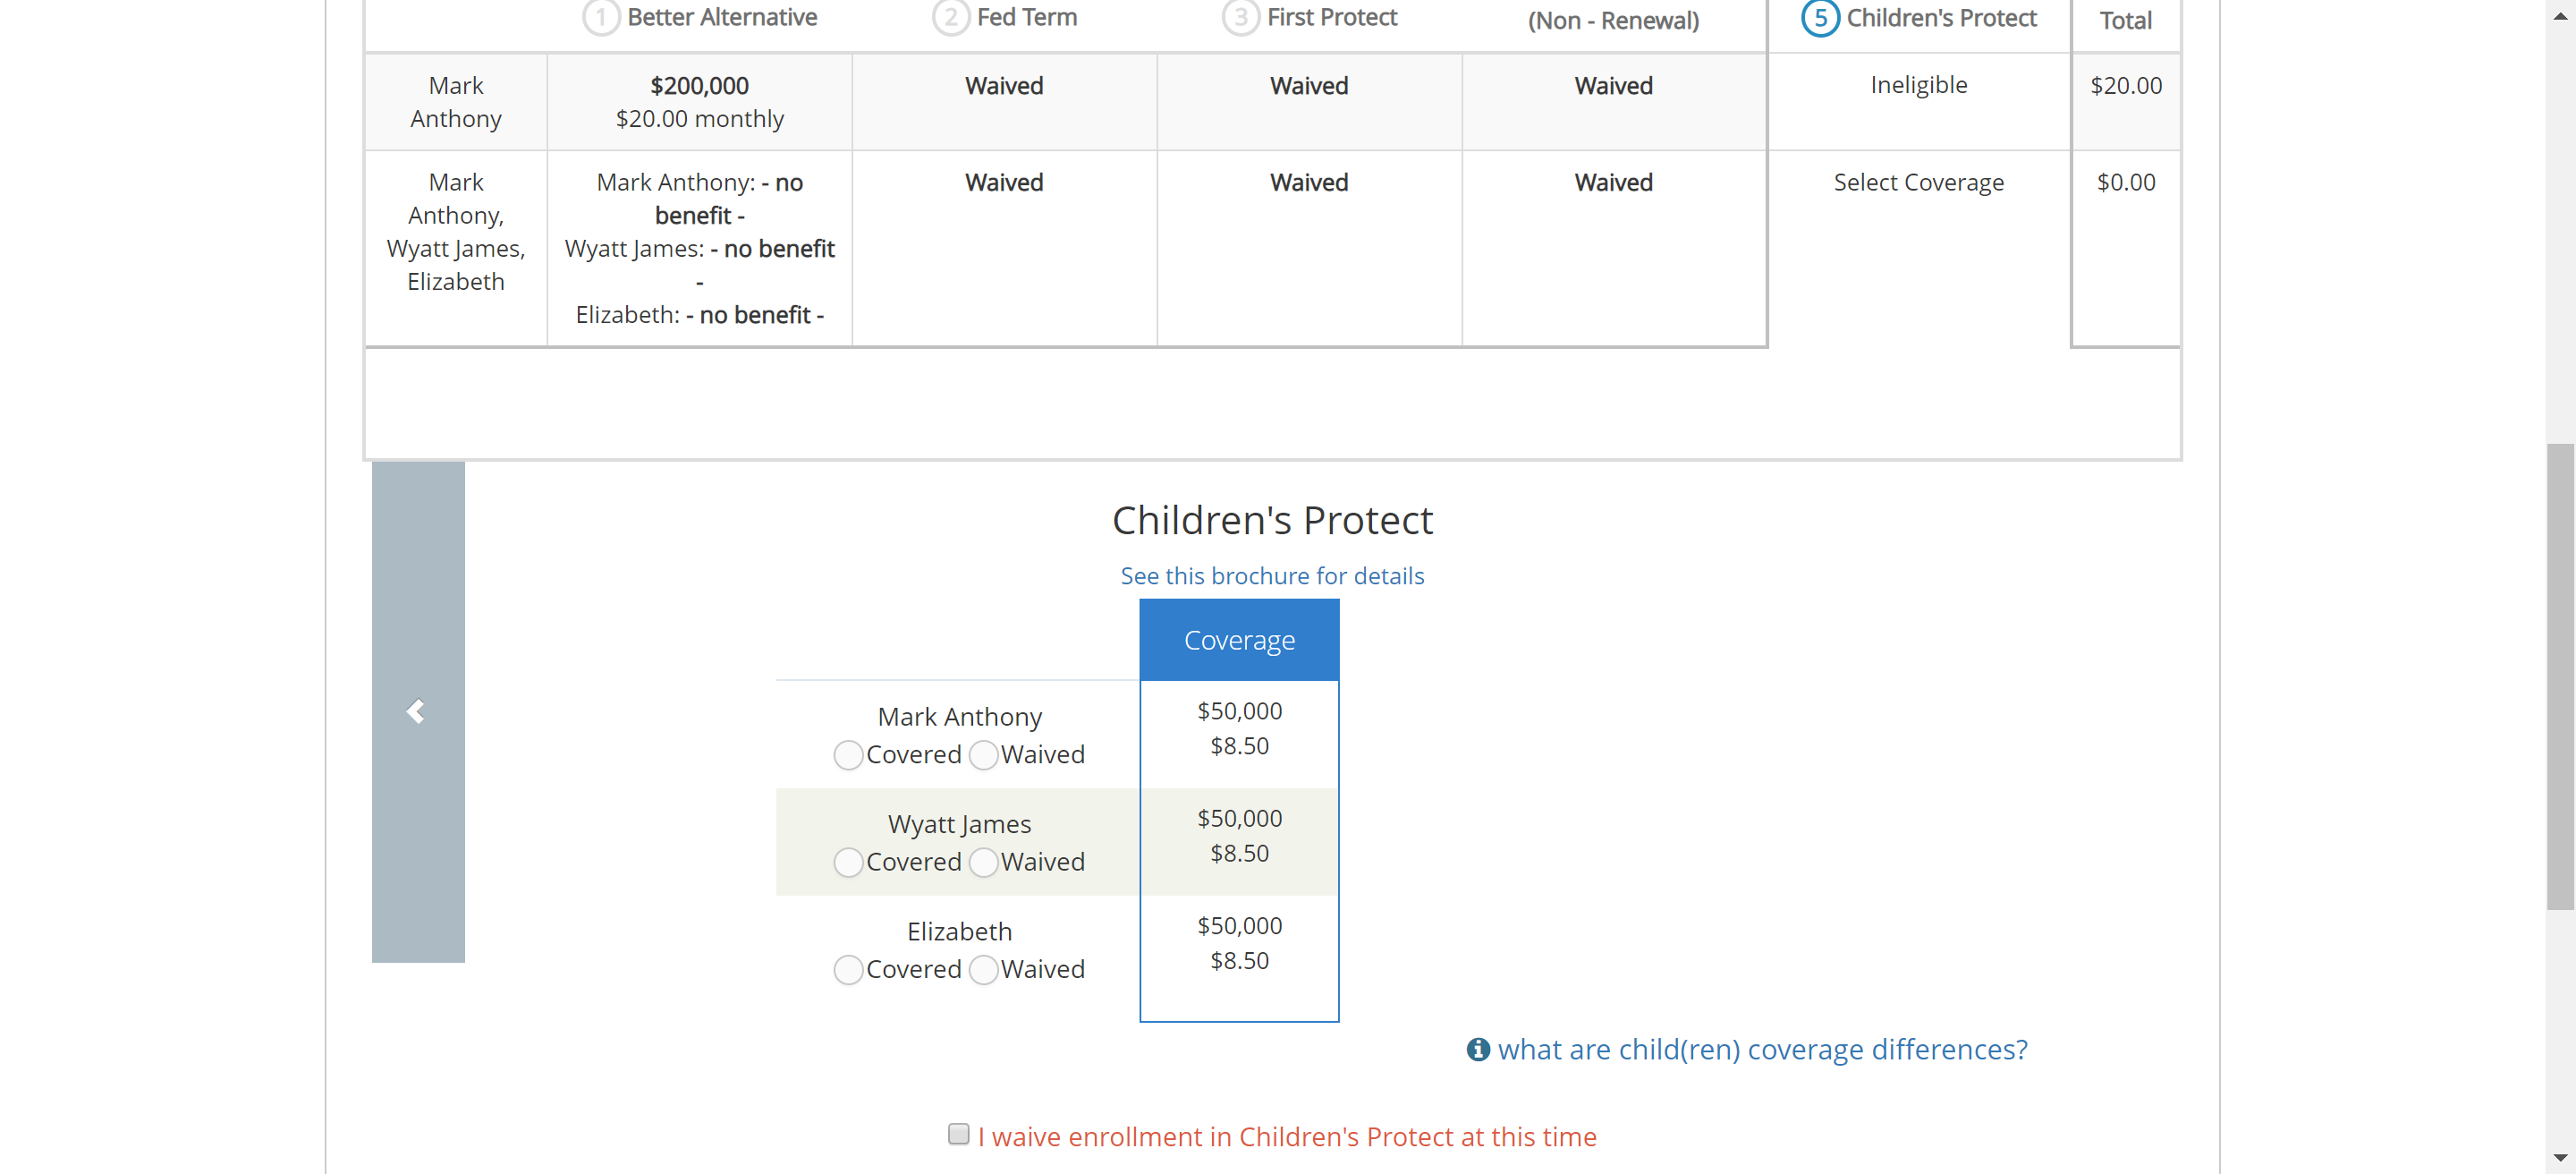 1 Better Alternative
2 Fed Term
3 First Protect
(Non - Renewal)
5 Children's Protect
Total
Mark
Anthony
$200,000
$20.00 monthly
Waived
Waived
Waived
Ineligible
$20.00
Mark
Anthony,
Wyatt James,
Elizabeth
Mark Anthony: - no
benefit -
Wyatt James: - no benefit
-
Elizabeth: - no benefit -
Waived
Waived
Waived
Select Coverage
$0.00
Children's Protect
See this brochure for details
Coverage
Mark Anthony
Covered Waived
$50,000
$8.50
Wyatt James
Covered Waived
$50,000
$8.50
Elizabeth
Covered Waived
$50,000
$8.50
what are child(ren) coverage differences?
I waive enrollment in Children's Protect at this time